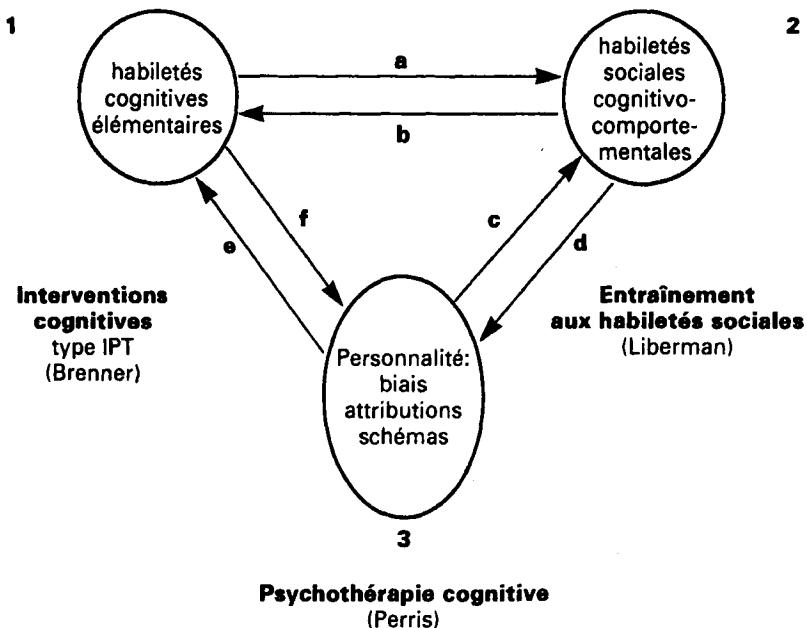 1
2
habiletés
cognitives
élémentaires
a
b
habiletés
sociales
cognitivo-
comporte-
mentales
f
e
c
d
Interventions
cognitives
type IPT
(Brenner)
Entraînement
aux habiletés sociales
(Liberman)
Personnalité:
biais
attributions
schémas
3
Psychothérapie cognitive
(Perris)